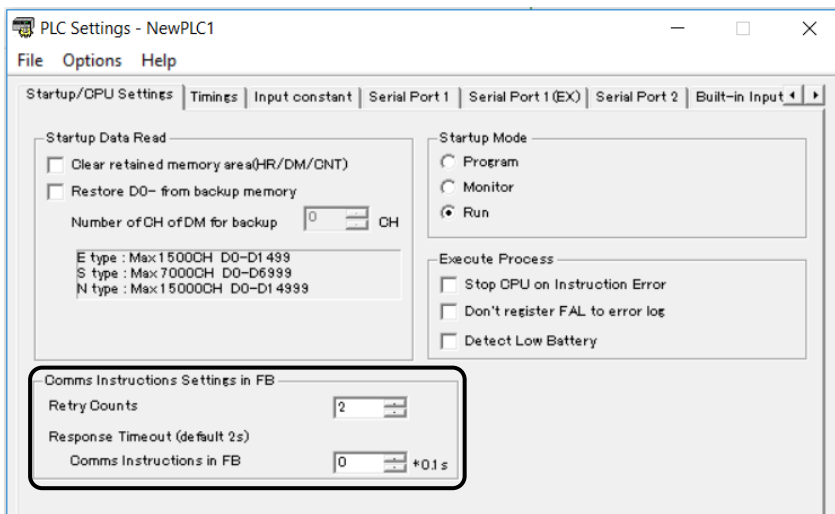 PLC Settings - NewPLC1
File Options Help
Startup/CPU Settings Timings Input constant Serial Port 1 Serial Port 1(EX) Serial Port 2 Built-in Input
Startup Data Read
Clear retained memory area(HR/DM/CNT)
Restore D0- from backup memory
Number of CH of DM for backup 0 CH
E type : Max1500CH D0-D1499
S type : Max7000CH D0-D6999
N type : Max15000CH D0-D14999
Startup Mode
Program
Monitor
Run
Execute Process
Stop CPU on Instruction Error
Don't register FAL to error log
Detect Low Battery
Comms Instructions Settings in FB
Retry Counts 2
Response Timeout (default 2s)
Comms Instructions in FB 0 *0.1 s